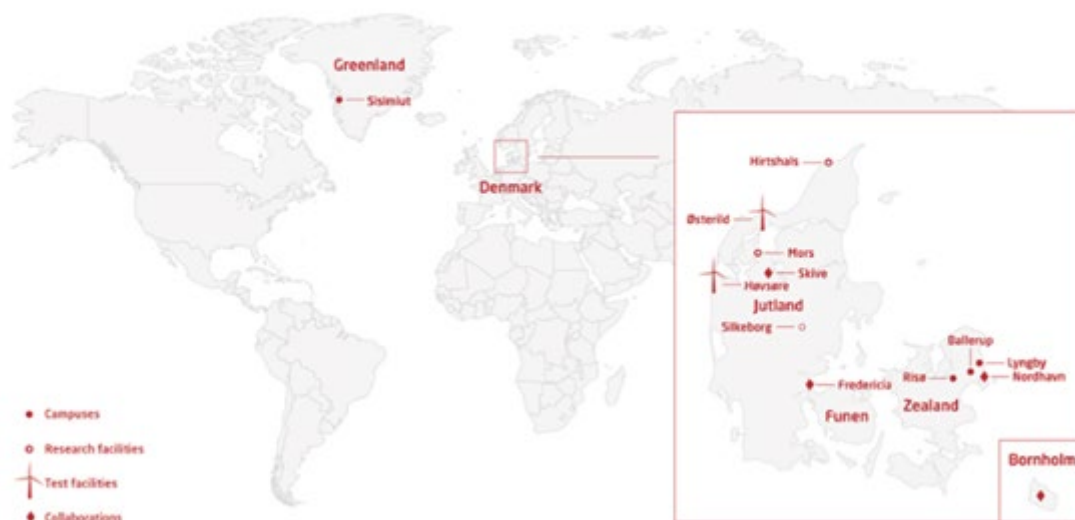 Greenland
Sisimiut
Denmark
Hirtshals
Østerild
Mors
Skive
Høvsøre
Jutland
Silkeborg
Ballerup
Lyngby
Risø
Nordhavn
Fredericia
Zealand
Funen
Bornholm
Campuses
Research facilities
Test facilities
Collaborations